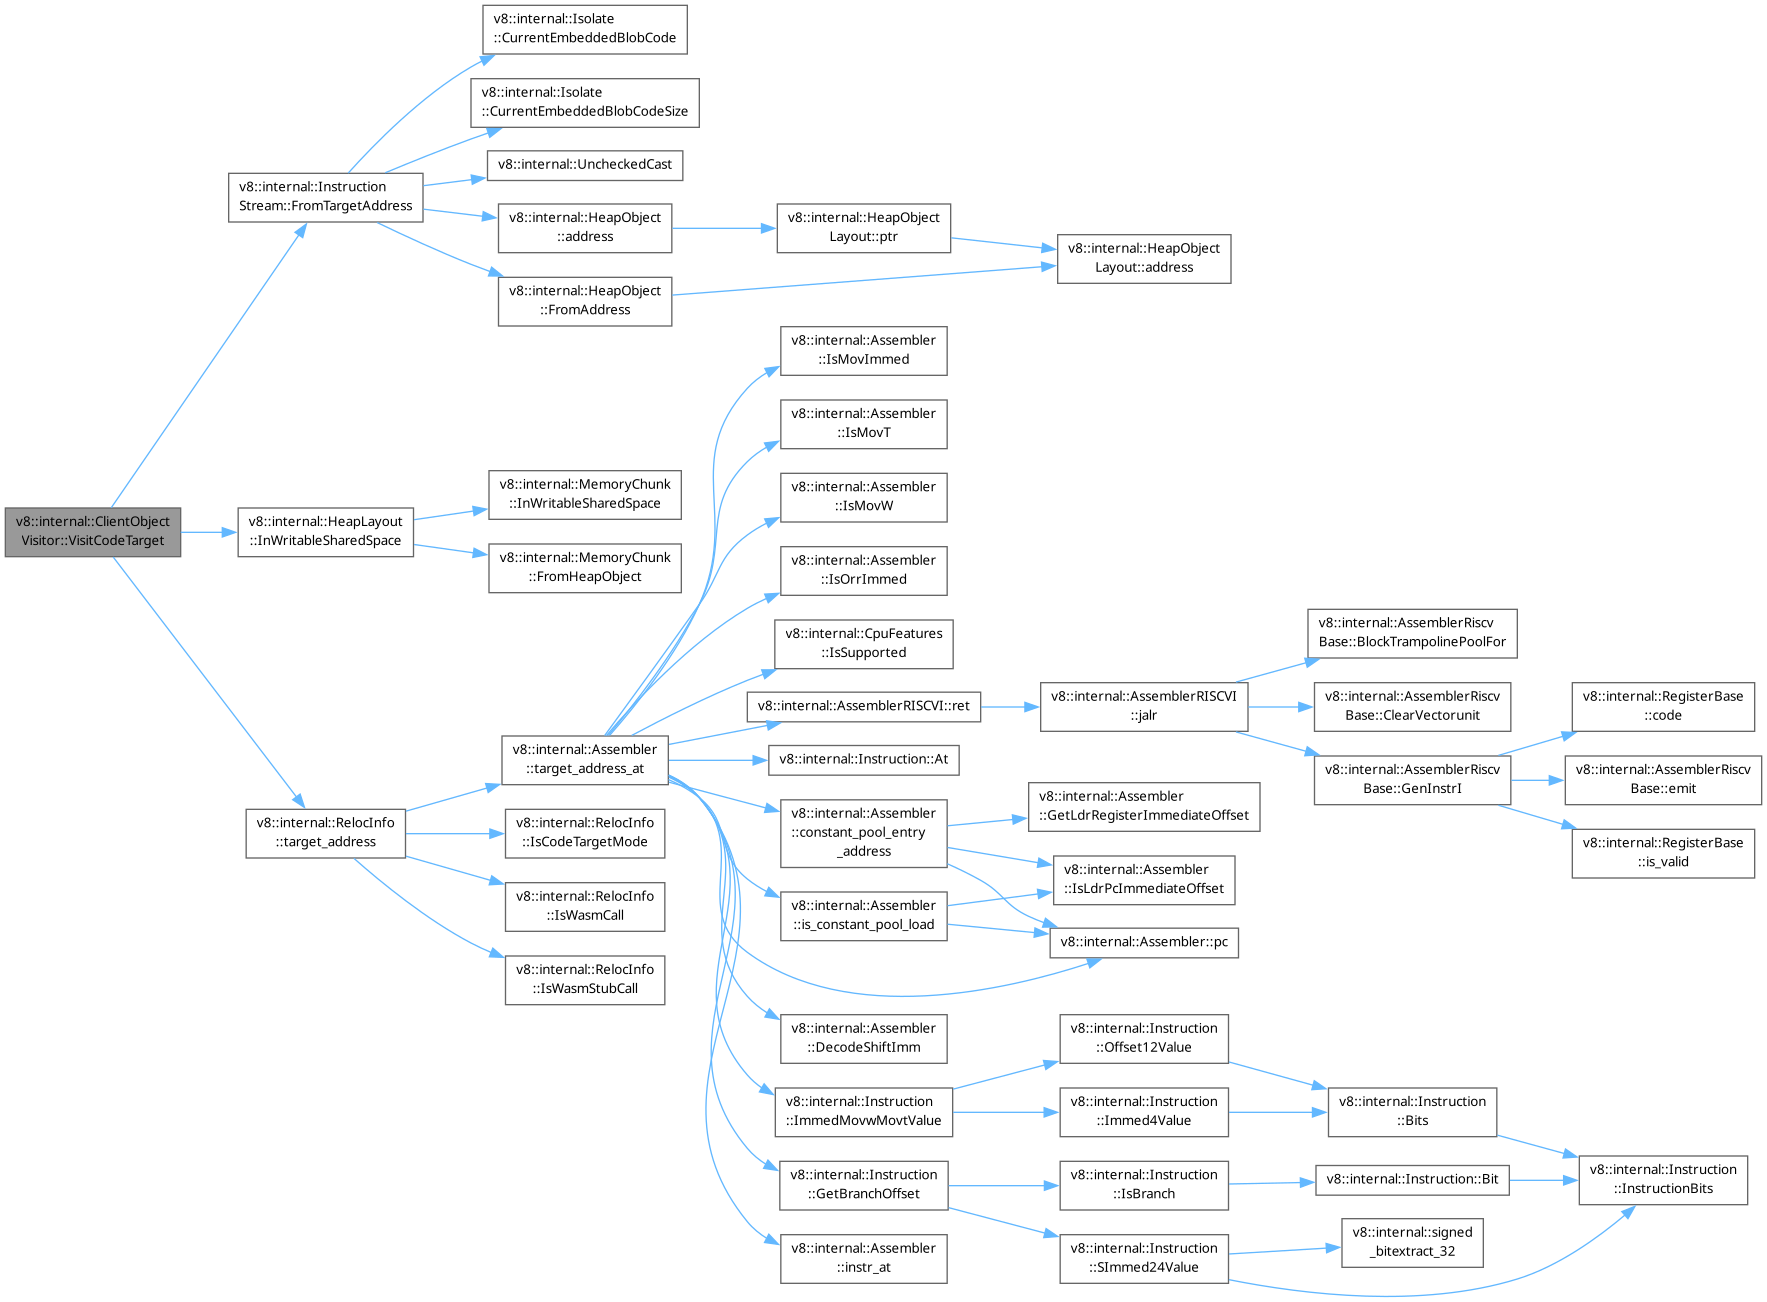 v8::internal::Isolate
::CurrentEmbeddedBlobCode
v8::internal::Isolate
::CurrentEmbeddedBlobCodeSize
v8::internal::UncheckedCast
v8::internal::Instruction
Stream::FromTargetAddress
v8::internal::HeapObject
::address
v8::internal::HeapObject
Layout::ptr
v8::internal::HeapObject
Layout::address
v8::internal::HeapObject
::FromAddress
v8::internal::Assembler
::IsMovImmed
v8::internal::Assembler
::IsMovT
v8::internal::Assembler
::IsMovW
v8::internal::MemoryChunk
::InWritableSharedSpace
v8::internal::ClientObject
Visitor::VisitCodeTarget
v8::internal::HeapLayout
::InWritableSharedSpace
v8::internal::MemoryChunk
::FromHeapObject
v8::internal::Assembler
::IsOrrImmed
v8::internal::CpuFeatures
::IsSupported
v8::internal::AssemblerRiscv
Base::BlockTrampolinePoolFor
v8::internal::AssemblerRISCVI::ret
v8::internal::AssemblerRISCVI
::jalr
v8::internal::AssemblerRiscv
Base::ClearVectorunit
v8::internal::RegisterBase
::code
v8::internal::Assembler
::target_address_at
v8::internal::Instruction::At
v8::internal::AssemblerRiscv
Base::GenInstrI
v8::internal::AssemblerRiscv
Base::emit
v8::internal::RelocInfo
::target_address
v8::internal::RelocInfo
::IsCodeTargetMode
v8::internal::Assembler
::constant_pool_entry
_address
v8::internal::Assembler
::GetLdrRegisterImmediateOffset
v8::internal::RegisterBase
::is_valid
v8::internal::RelocInfo
::IsWasmCall
v8::internal::Assembler
::is_constant_pool_load
v8::internal::Assembler
::IsLdrPcImmediateOffset
v8::internal::Assembler::pc
v8::internal::RelocInfo
::IsWasmStubCall
v8::internal::Assembler
::DecodeShiftImm
v8::internal::Instruction
::Offset12Value
v8::internal::Instruction
::ImmedMovwMovtValue
v8::internal::Instruction
::Immed4Value
v8::internal::Instruction
::Bits
v8::internal::Instruction
::GetBranchOffset
v8::internal::Instruction
::IsBranch
v8::internal::Instruction::Bit
v8::internal::Instruction
::InstructionBits
v8::internal::Assembler
::instr_at
v8::internal::Instruction
::SImmed24Value
v8::internal::signed
_bitextract_32